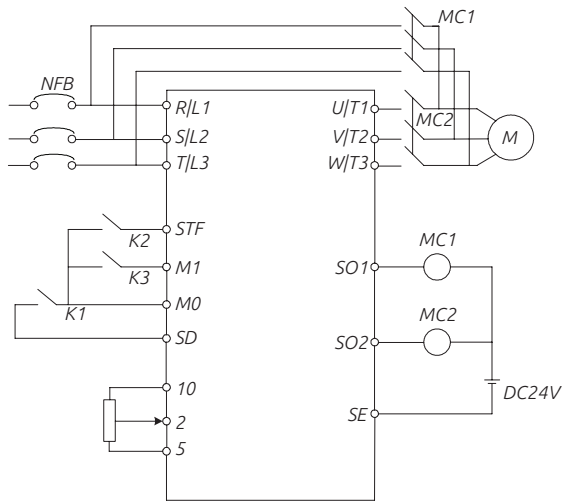 MC1
NFB
R/L1
U/T1
MC2
S/L2
V/T2
M
T/L3
W/T3
STF
K2
MC1
M1
SO1
K3
K1
M0
MC2
SD
SO2
10
DC24V
2
SE
5